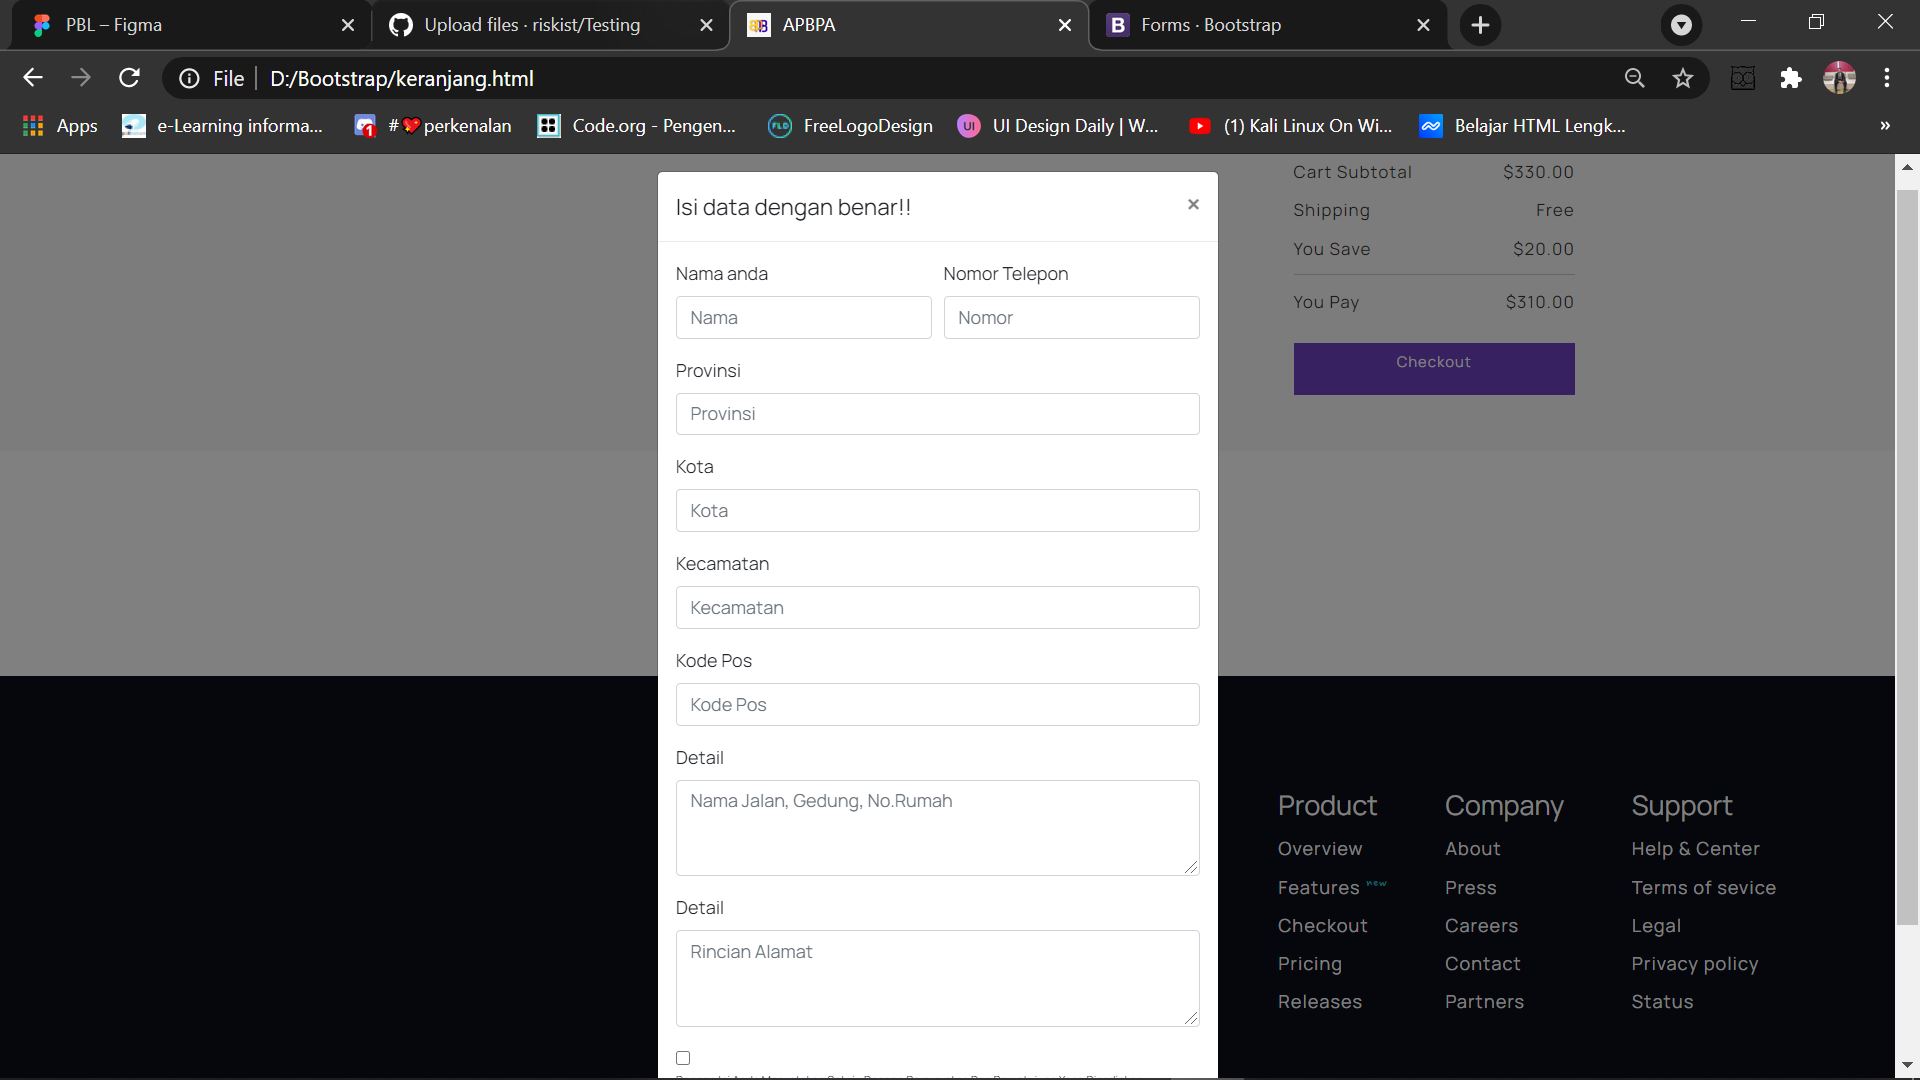 PBL – Figma
Upload files · riskist/Testing
APBPA
Forms · Bootstrap
File D:/Bootstrap/keranjang.html
Apps
e-Learning informa...
#❤perkenalan
Code.org - Pengen...
FreeLogoDesign
UI Design Daily | W...
(1) Kali Linux On Wi...
Belajar HTML Lengk...
»
Isi data dengan benar!!
×
Nama anda
Nomor Telepon
Nama
Nomor
Provinsi
Provinsi
Kota
Kota
Kecamatan
Kecamatan
Kode Pos
Kode Pos
Detail
Nama Jalan, Gedung, No.Rumah
Detail
Rincian Alamat
Cart Subtotal $330.00
Shipping Free
You Save $20.00
You Pay $310.00
Checkout
Product
Overview
Features new
Checkout
Pricing
Releases
Company
About
Press
Careers
Contact
Partners
Support
Help & Center
Terms of sevice
Legal
Privacy policy
Status